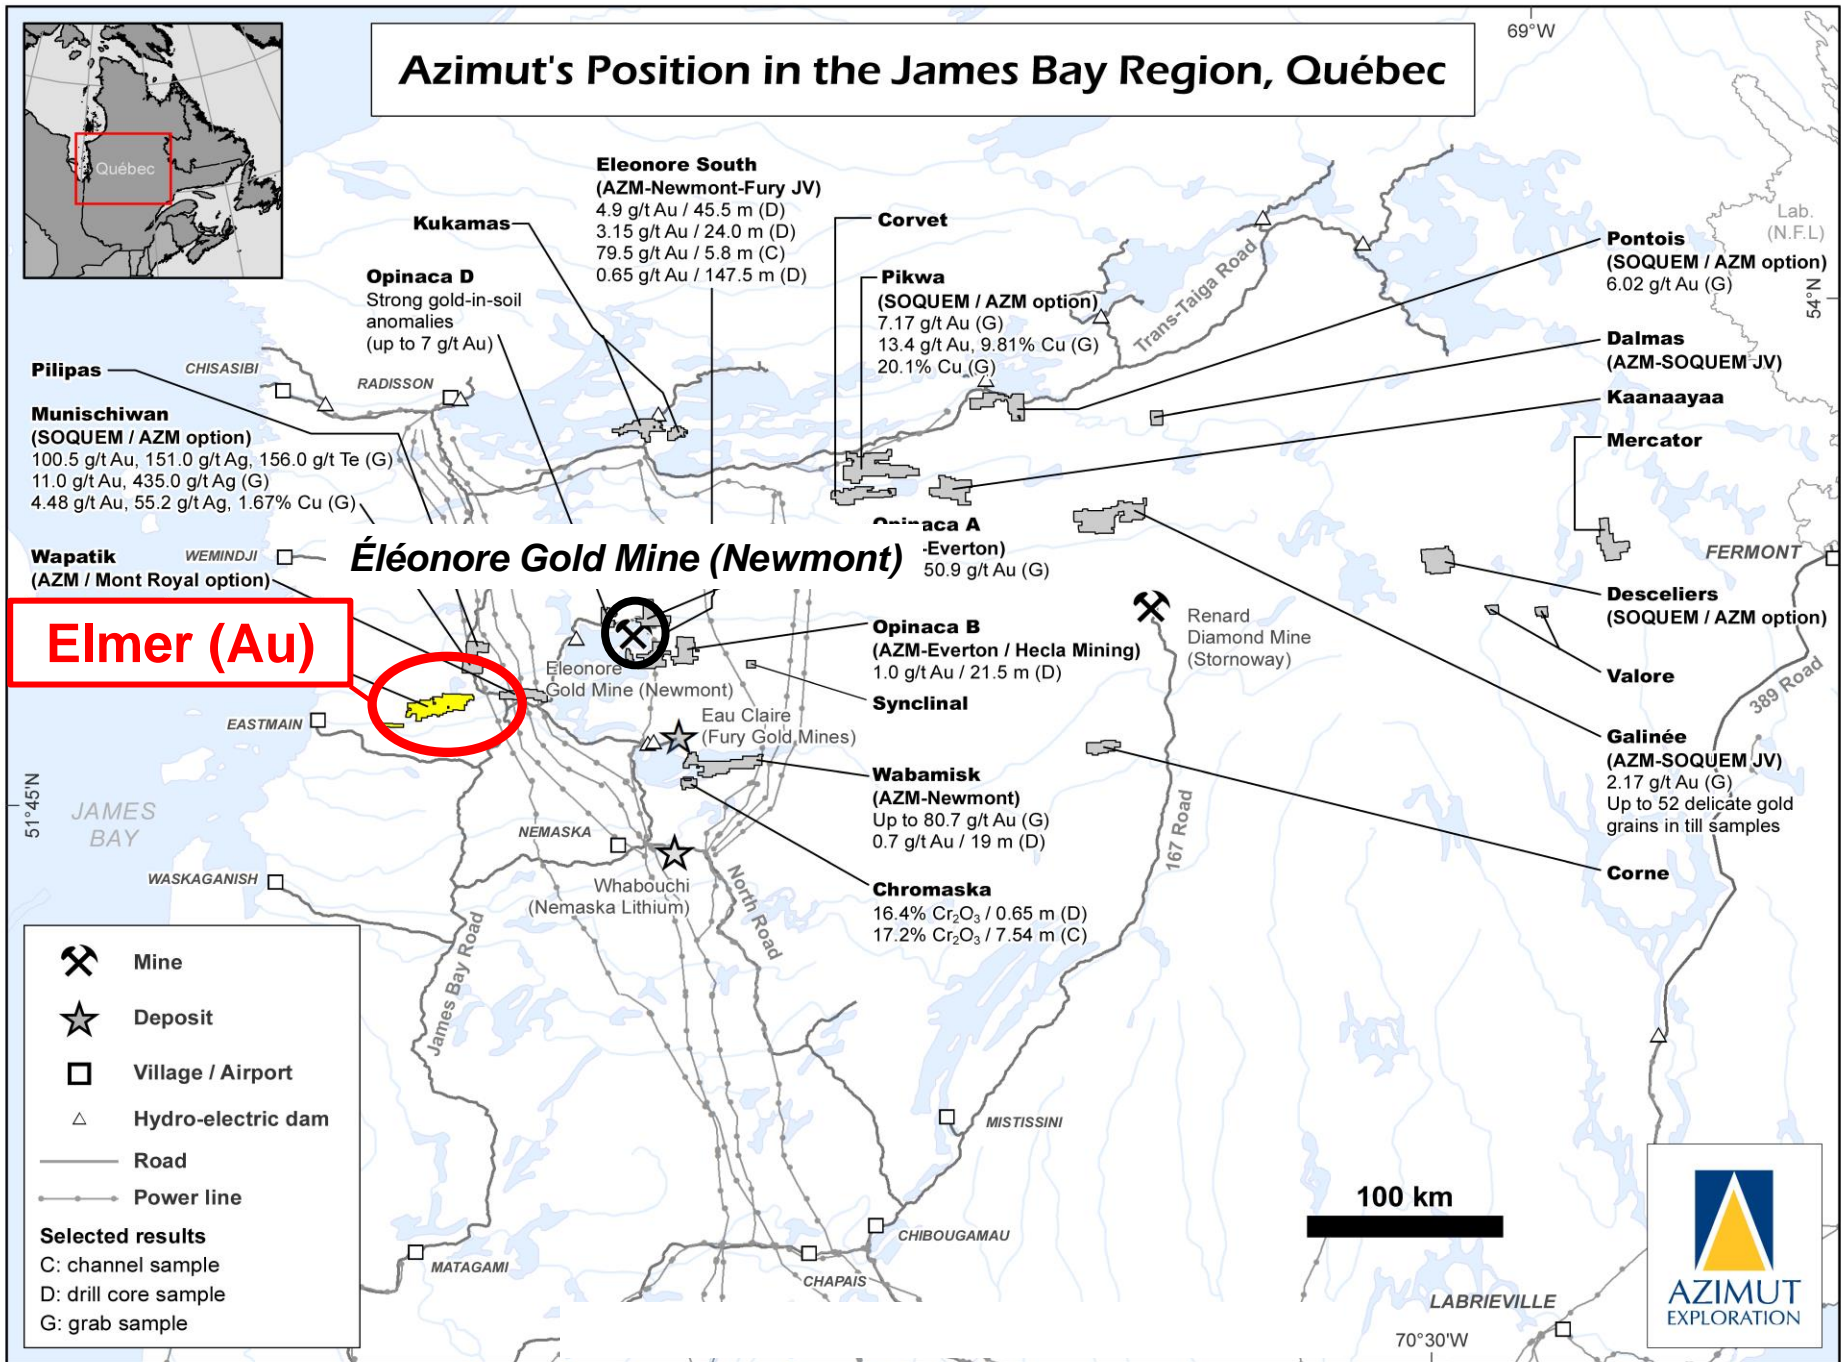 Azimut's Position in the James Bay Region, Québec
69°W
Québec
Lab.
(N.F.L)
54°N
Eleonore South
(AZM-Newmont-Fury JV)
4.9 g/t Au / 45.5 m (D)
3.15 g/t Au / 24.0 m (D)
79.5 g/t Au / 5.8 m (C)
0.65 g/t Au / 147.5 m (D)
Kukamas
Corvet
Opinaca D
Strong gold-in-soil
anomalies
(up to 7 g/t Au)
Pikwa
(SOQUEM / AZM option)
7.17 g/t Au (G)
13.4 g/t Au, 9.81% Cu (G)
20.1% Cu (G)
Trans-Taiga Road
Pontois
(SOQUEM / AZM option)
6.02 g/t Au (G)
Dalmas
(AZM-SOQUEM JV)
Kaanaayaa
Mercator
Pilipas
CHISASIBI
RADISSON
Munischiwan
(SOQUEM / AZM option)
100.5 g/t Au, 151.0 g/t Ag, 156.0 g/t Te (G)
11.0 g/t Au, 435.0 g/t Ag (G)
4.48 g/t Au, 55.2 g/t Ag, 1.67% Cu (G)
Wapatik
(AZM / Mont Royal option)
WEMINDJI
Éléonore Gold Mine (Newmont)
Opinaca A
-Everton)
50.9 g/t Au (G)
FERMONT
Desceliers
(SOQUEM / AZM option)
Elmer (Au)
Renard
Diamond Mine
(Stornoway)
Opinaca B
(AZM-Everton / Hecla Mining)
1.0 g/t Au / 21.5 m (D)
Eleonore
Gold Mine (Newmont)
Synclinal
Valore
389 Road
EASTMAIN
Eau Claire
(Fury Gold Mines)
Galinée
(AZM-SOQUEM JV)
2.17 g/t Au (G)
Up to 52 delicate gold
grains in till samples
Wabamisk
(AZM-Newmont)
Up to 80.7 g/t Au (G)
0.7 g/t Au / 19 m (D)
51°45'N
JAMES
BAY
NEMASKA
167 Road
Corne
WASKAGANISH
Whabouchi
(Nemaska Lithium)
North Road
Chromaska
16.4% Cr₂O₃ / 0.65 m (D)
17.2% Cr₂O₃ / 7.54 m (C)
James Bay Road
Mine
Deposit
Village / Airport
Hydro-electric dam
Road
Power line
Selected results
C: channel sample
D: drill core sample
G: grab sample
MISTISSINI
CHIBOUGAMAU
CHAPAIS
MATAGAMI
100 km
LABRIEVILLE
70°30'W
AZIMUT
EXPLORATION